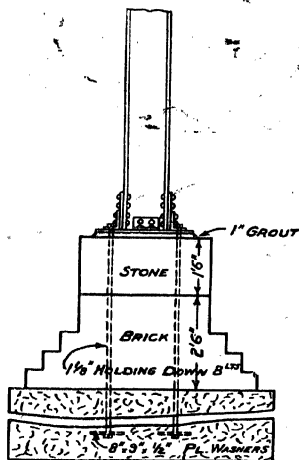 1" GROUT
STONE
1'6"
BRICK
2'6"
1⅛" HOLDING DOWN BLTS
8" × 9" × ½" PL. WASHERS